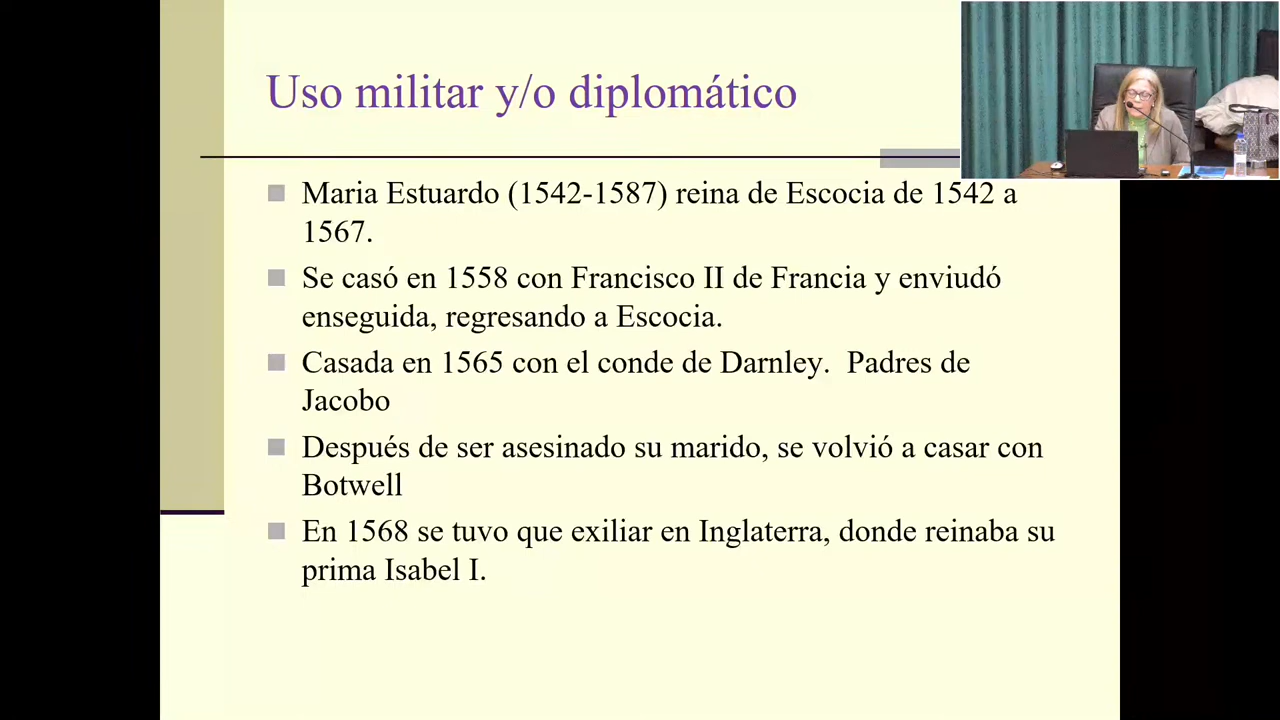 Uso militar y/o diplomático
Maria Estuardo (1542-1587) reina de Escocia de 1542 a
1567.
Se casó en 1558 con Francisco II de Francia y enviudó
enseguida, regresando a Escocia.
Casada en 1565 con el conde de Darnley.  Padres de
Jacobo
Después de ser asesinado su marido, se volvió a casar con
Botwell
En 1568 se tuvo que exiliar en Inglaterra, donde reinaba su
prima Isabel I.